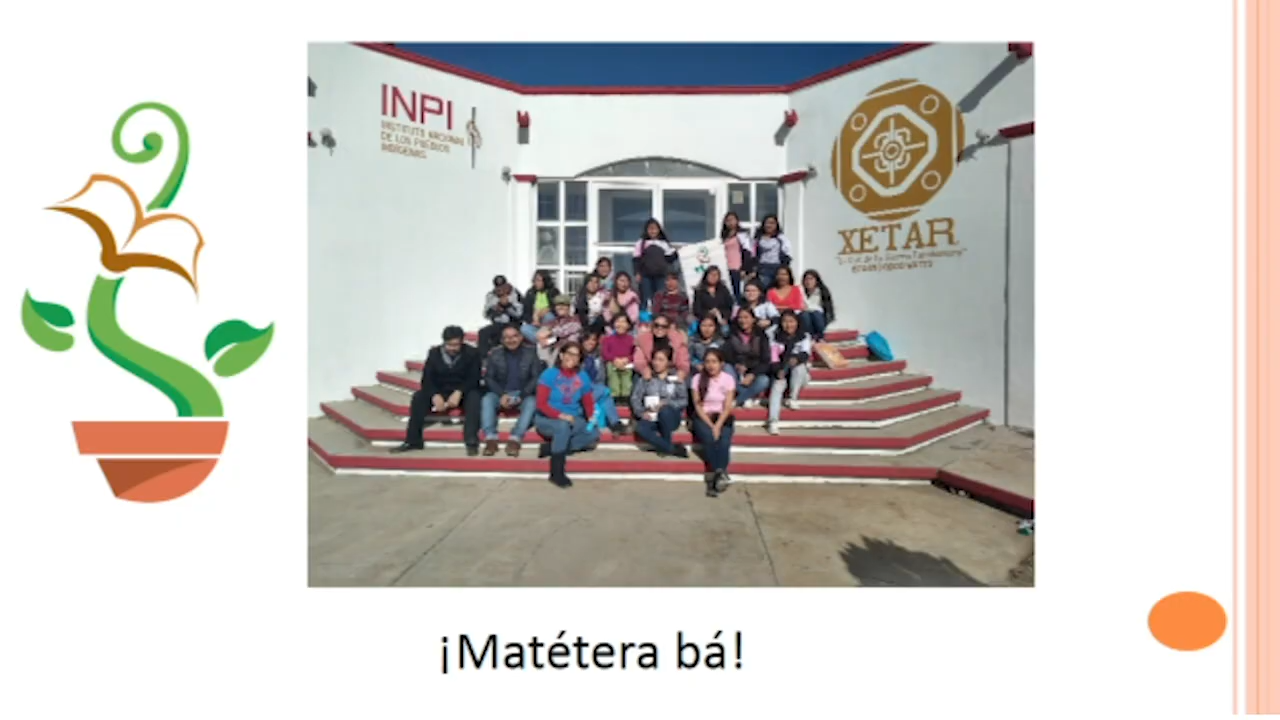 INPI
INSTITUTO NACIONAL
DE LOS PUEBLOS
INDÍGENAS
XETAR
¡Matétera bá!